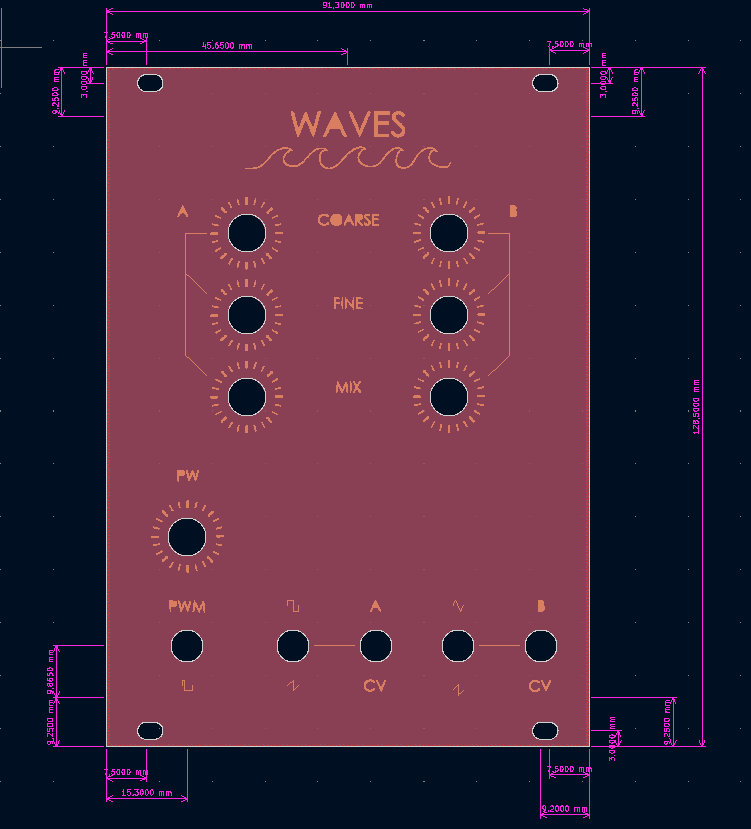 91,3000 mm
7.5000 mm
45.6500 mm
7.5000 mm
3.0000 mm
9.2500 mm
3.0000 mm
9.2500 mm
WAVES
A
COARSE
B
FINE
MIX
128.5000 mm
PW
PWM
A
B
CV
CV
9.8650 mm
9.2500 mm
9.2500 mm
3.0000 mm
7.5000 mm
15.3000 mm
7.5000 mm
9.2000 mm